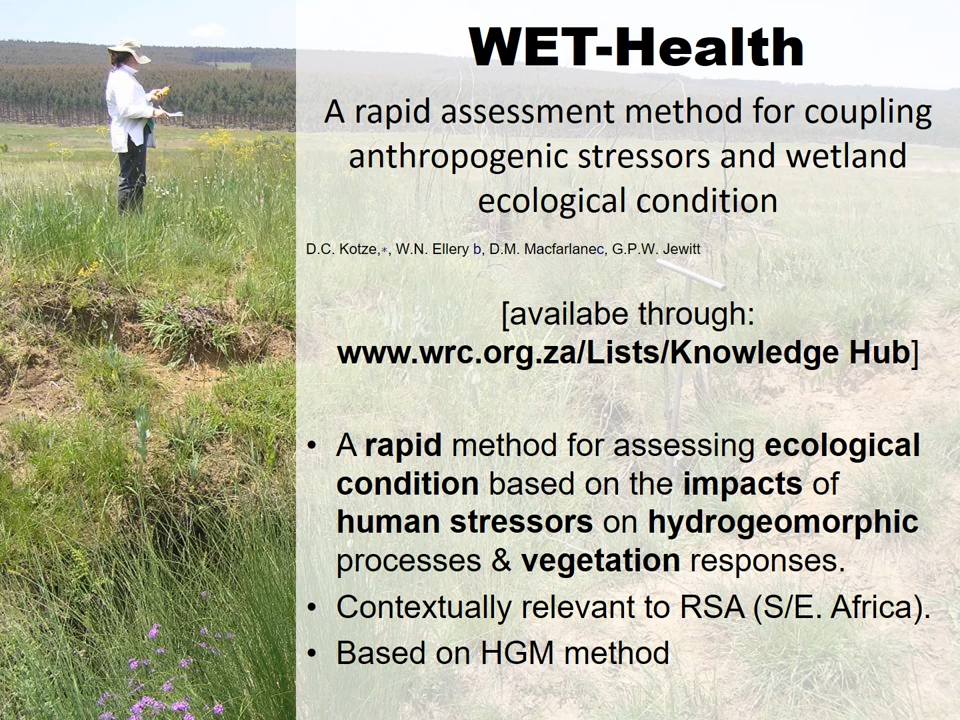 WET-Health
A rapid assessment method for coupling
anthropogenic stressors and wetland
ecological condition
D.C. Kotze,∗, W.N. Ellery b, D.M. Macfarlanec, G.P.W. Jewitt
[availabe through:
www.wrc.org.za/Lists/Knowledge Hub]
• A rapid method for assessing ecological
condition based on the impacts of
human stressors on hydrogeomorphic
processes & vegetation responses.
• Contextually relevant to RSA (S/E. Africa).
• Based on HGM method